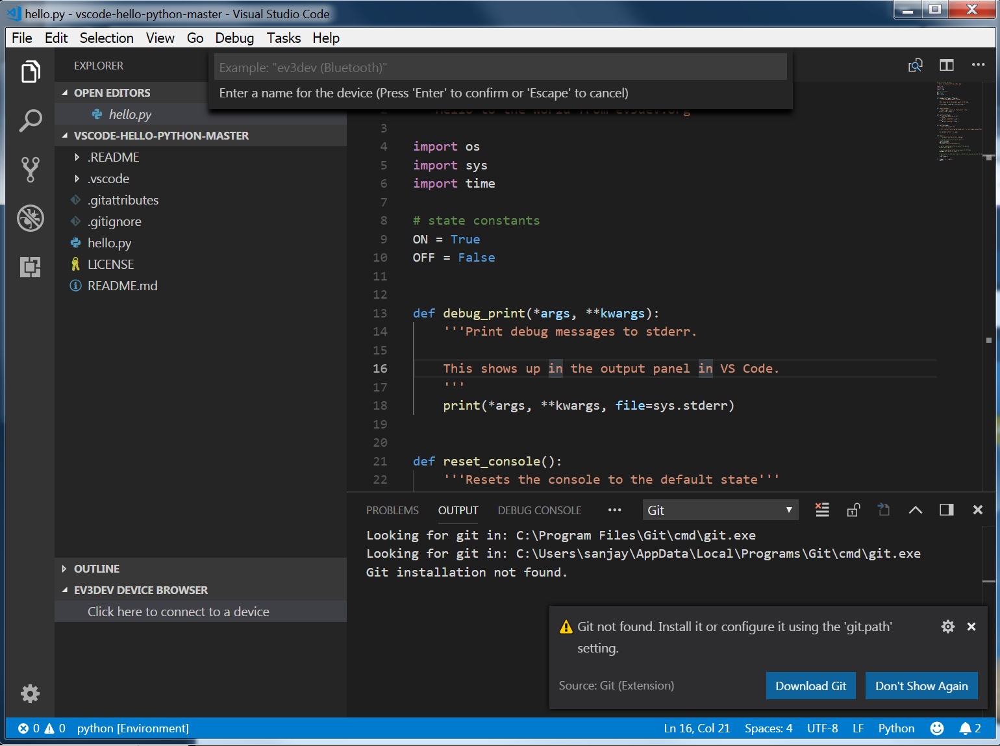 hello.py - vscode-hello-python-master - Visual Studio Code
File Edit Selection View Go Debug Tasks Help
EXPLORER
OPEN EDITORS
hello.py
VSCODE-HELLO-PYTHON-MASTER
.README
.vscode
.gitattributes
.gitignore
hello.py
LICENSE
README.md
OUTLINE
EV3DEV DEVICE BROWSER
Click here to connect to a device
Example: "ev3dev (Bluetooth)"
Enter a name for the device (Press 'Enter' to confirm or 'Escape' to cancel)
2 Hello to the world from ev3dev.org
3
4 import os
5 import sys
6 import time
7
8 # state constants
9 ON = True
10 OFF = False
11
12
13 def debug_print(*args, **kwargs):
14 '''Print debug messages to stderr.
15
16 This shows up in the output panel in VS Code.
17 '''
18 print(*args, **kwargs, file=sys.stderr)
19
20
21 def reset_console():
22 '''Resets the console to the default state'''
PROBLEMS OUTPUT DEBUG CONSOLE ••• Git
Looking for git in: C:\Program Files\Git\cmd\git.exe
Looking for git in: C:\Users\sanjay\AppData\Local\Programs\Git\cmd\git.exe
Git installation not found.
Git not found. Install it or configure it using the 'git.path'
setting.
Source: Git (Extension) Download Git Don't Show Again
0 0 python [Environment] Ln 16, Col 21 Spaces: 4 UTF-8 LF Python 2